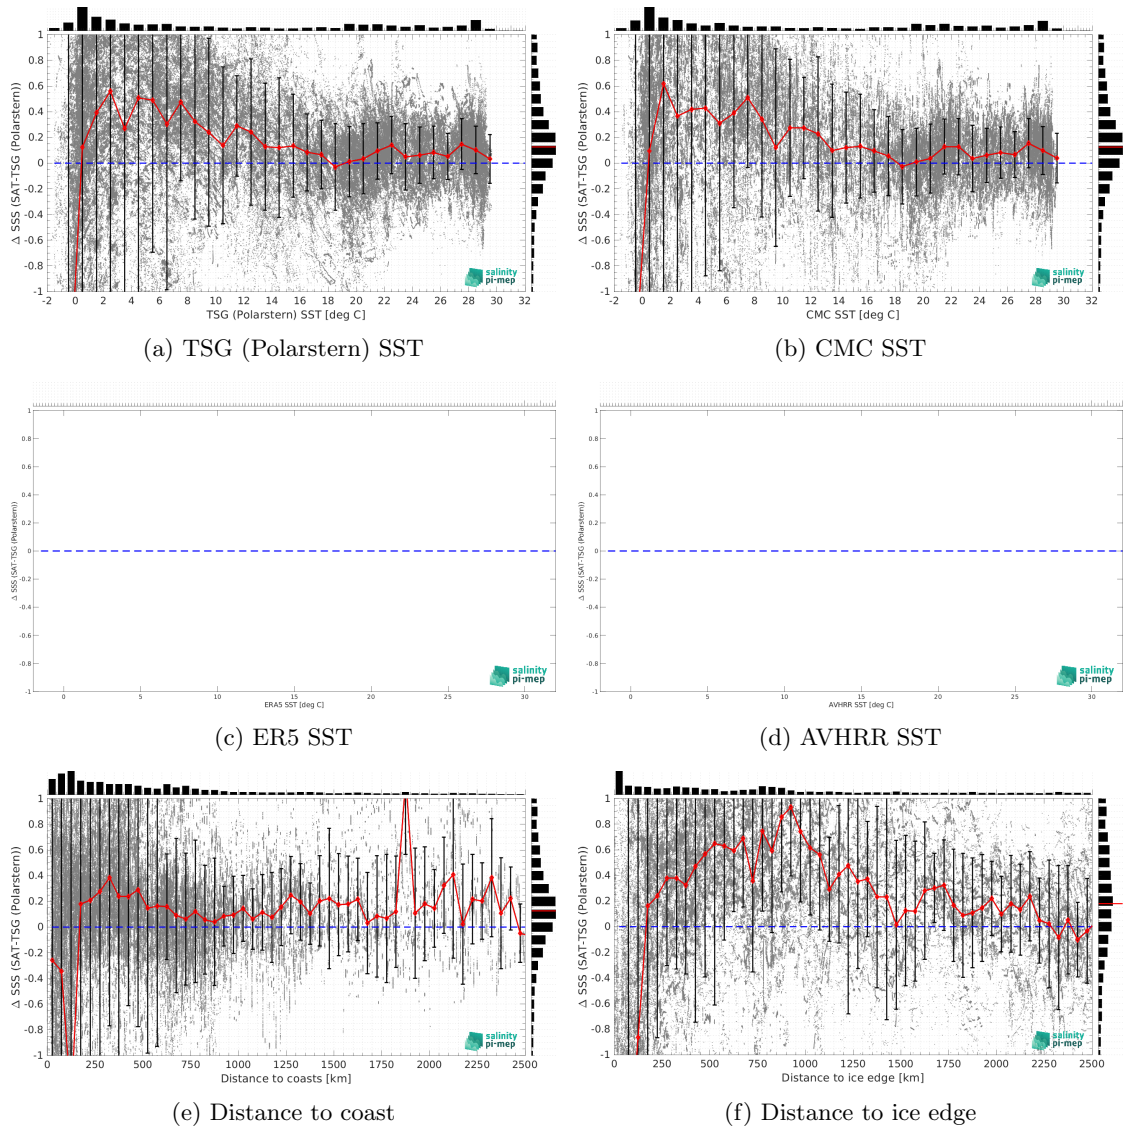 1
0.8
0.6
0.4
0.2
0
-0.2
-0.4
-0.6
-0.8
-1
Δ SSS (SAT-TSG (Polarstern))
salinity
pi-mep
-2 0 2 4 6 8 10 12 14 16 18 20 22 24 26 28 30 32
TSG (Polarstern) SST [deg C]
(a) TSG (Polarstern) SST
1
0.8
0.6
0.4
0.2
0
-0.2
-0.4
-0.6
-0.8
-1
Δ SSS (SAT-TSG (Polarstern))
salinity
pi-mep
-2 0 2 4 6 8 10 12 14 16 18 20 22 24 26 28 30 32
CMC SST [deg C]
(b) CMC SST
1
0.8
0.6
0.4
0.2
0
-0.2
-0.4
-0.6
-0.8
-1
Δ SSS (SAT-TSG (Polarstern))
salinity
pi-mep
0 5 10 15 20 25 30
ERA5 SST [deg C]
(c) ER5 SST
1
0.8
0.6
0.4
0.2
0
-0.2
-0.4
-0.6
-0.8
-1
Δ SSS (SAT-TSG (Polarstern))
salinity
pi-mep
0 5 10 15 20 25 30
AVHRR SST [deg C]
(d) AVHRR SST
1
0.8
0.6
0.4
0.2
0
-0.2
-0.4
-0.6
-0.8
-1
Δ SSS (SAT-TSG (Polarstern))
salinity
pi-mep
0 250 500 750 1000 1250 1500 1750 2000 2250 2500
Distance to coasts [km]
(e) Distance to coast
1
0.8
0.6
0.4
0.2
0
-0.2
-0.4
-0.6
-0.8
-1
Δ SSS (SAT-TSG (Polarstern))
salinity
pi-mep
0 250 500 750 1000 1250 1500 1750 2000 2250 2500
Distance to ice edge [km]
(f) Distance to ice edge